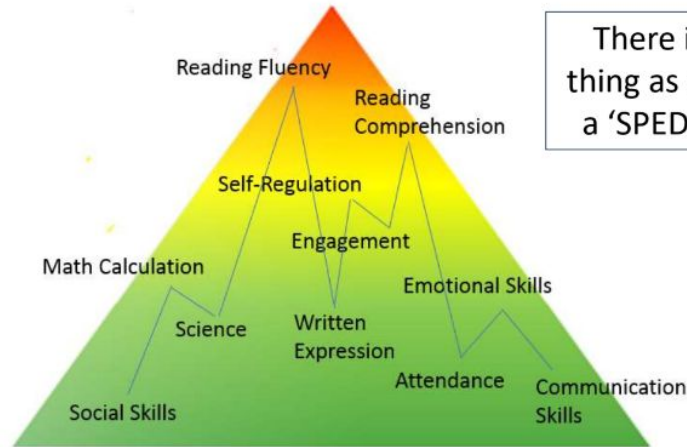 There i
thing as
a ‘SPED
Reading Fluency
Reading
Comprehension
Self-Regulation
Engagement
Math Calculation
Emotional Skills
Science
Written
Expression
Attendance
Communication
Skills
Social Skills